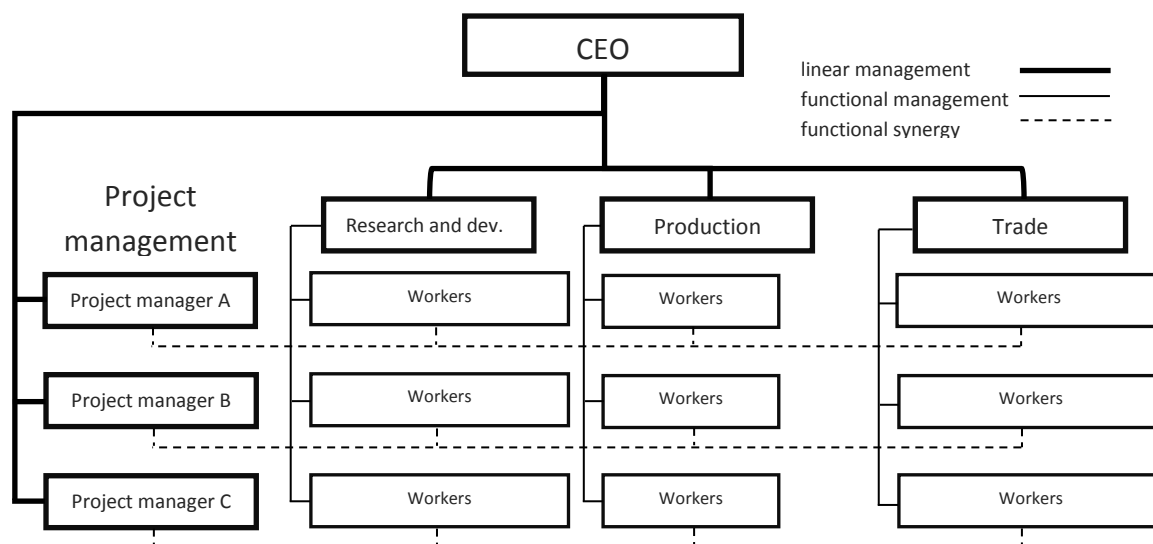 CEO
linear management
functional management
functional synergy
Project
management
Research and dev.
Production
Trade
Project manager A
Workers
Workers
Workers
Project manager B
Workers
Workers
Workers
Project manager C
Workers
Workers
Workers